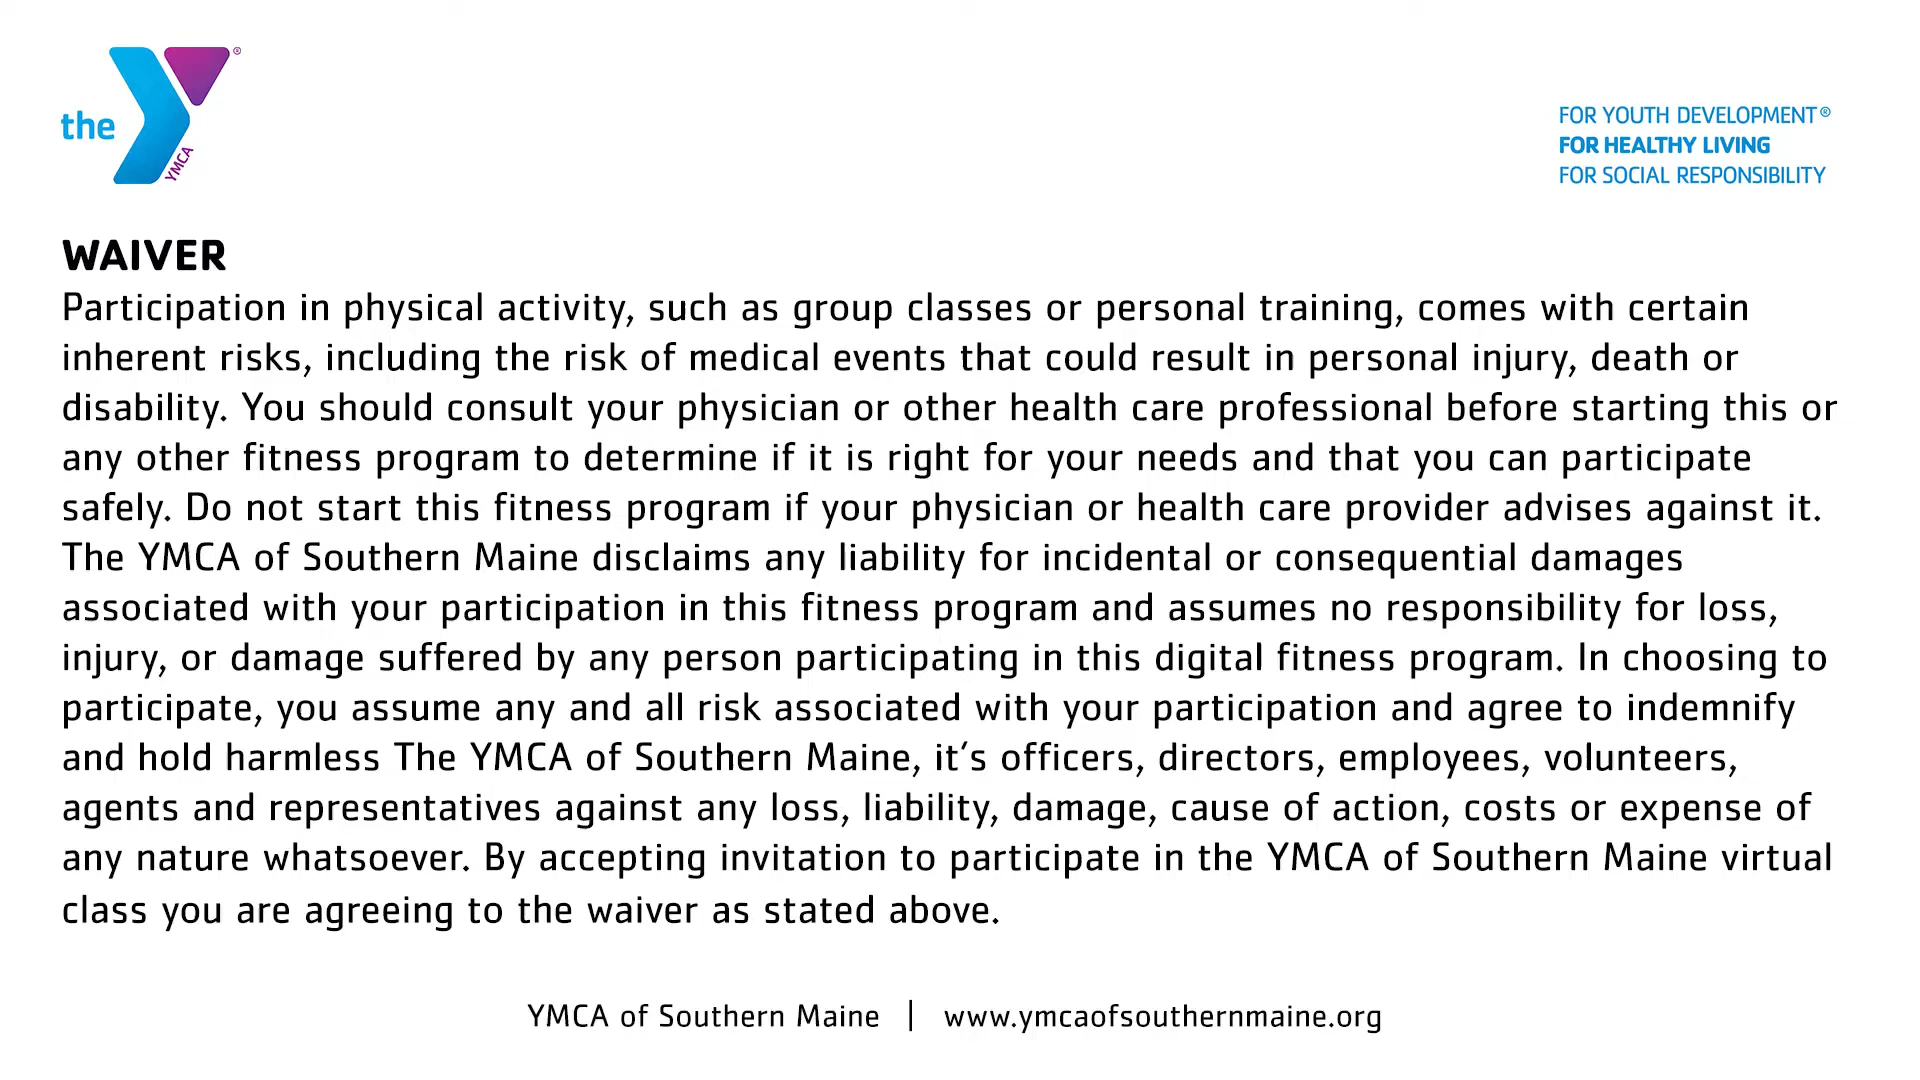 the
YMCA
®
FOR YOUTH DEVELOPMENT®
FOR HEALTHY LIVING
FOR SOCIAL RESPONSIBILITY
WAIVER
Participation in physical activity, such as group classes or personal training, comes with certain
inherent risks, including the risk of medical events that could result in personal injury, death or
disability. You should consult your physician or other health care professional before starting this or
any other fitness program to determine if it is right for your needs and that you can participate
safely. Do not start this fitness program if your physician or health care provider advises against it.
The YMCA of Southern Maine disclaims any liability for incidental or consequential damages
associated with your participation in this fitness program and assumes no responsibility for loss,
injury, or damage suffered by any person participating in this digital fitness program. In choosing to
participate, you assume any and all risk associated with your participation and agree to indemnify
and hold harmless The YMCA of Southern Maine, it’s officers, directors, employees, volunteers,
agents and representatives against any loss, liability, damage, cause of action, costs or expense of
any nature whatsoever. By accepting invitation to participate in the YMCA of Southern Maine virtual
class you are agreeing to the waiver as stated above.
YMCA of Southern Maine | www.ymcaofsouthernmaine.org